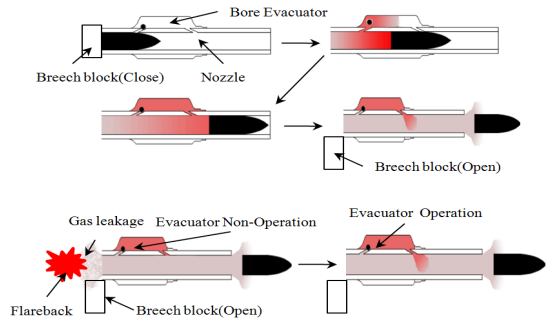 Bore Evacuator
Breech block(Close)
Nozzle
Breech block(Open)
Gas leakage
Evacuator Non-Operation
Evacuator Operation
Flareback
Breech block(Open)